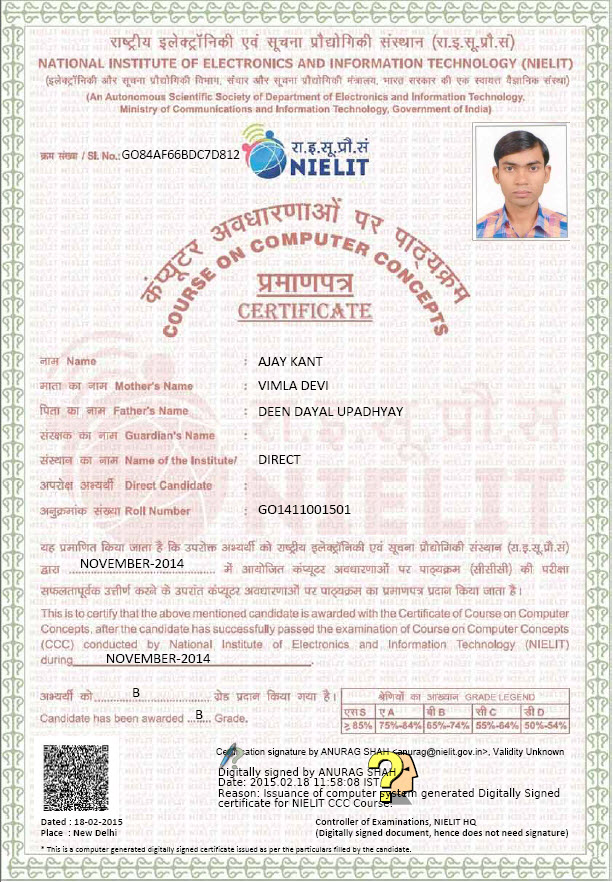 राष्ट्रीय इलेक्ट्रॉनिकी एवं सूचना प्रौद्योगिकी संस्थान (रा.इ.सू.प्रौ.सं)
NATIONAL INSTITUTE OF ELECTRONICS AND INFORMATION TECHNOLOGY (NIELIT)
(इलेक्ट्रॉनिकी और सूचना प्रौद्योगिकी विभाग, संचार और सूचना प्रौद्योगिकी मंत्रालय, भारत सरकार की एक स्वायत्त वैज्ञानिक संस्था)
(An Autonomous Scientific Society of Department of Electronics and Information Technology,
Ministry of Communications and Information Technology, Government of India)
क्रम संख्या / Sl. No.: GO84AF66BDC7D812
रा.इ.सू.प्रौ.सं
NIELIT
कंप्यूटर अवधारणाओं पर पाठ्यक्रम
COURSE ON COMPUTER CONCEPTS
प्रमाणपत्र
CERTIFICATE
नाम Name : AJAY KANT
माता का नाम Mother's Name : VIMLA DEVI
पिता का नाम Father's Name : DEEN DAYAL UPADHYAY
संरक्षक का नाम Guardian's Name :
संस्थान का नाम Name of the Institute/ DIRECT
अपरोक्ष अभ्यर्थी Direct Candidate :
अनुक्रमांक संख्या Roll Number : GO1411001501
यह प्रमाणित किया जाता है कि उपरोक्त अभ्यर्थी को राष्ट्रीय इलेक्ट्रॉनिकी एवं सूचना प्रौद्योगिकी संस्थान (रा.इ.सू.प्रौ.सं)
द्वारा NOVEMBER-2014 में आयोजित कंप्यूटर अवधारणाओं पर पाठ्यक्रम (सीसीसी) की परीक्षा
सफलतापूर्वक उत्तीर्ण करने के उपरांत कंप्यूटर अवधारणाओं पर पाठ्यक्रम का प्रमाणपत्र प्रदान किया जाता है।
This is to certify that the above mentioned candidate is awarded with the Certificate of Course on Computer
Concepts, after the candidate has successfully passed the examination of Course on Computer Concepts
(CCC) conducted by National Institute of Electronics and Information Technology (NIELIT)
during NOVEMBER-2014.
अभ्यर्थी को B ग्रेड प्रदान किया गया है।
Candidate has been awarded B Grade.
श्रेणियों का आख्यान GRADE LEGEND
एस S ए A बी B सी C डी D
≥ 85% 75%-84% 65%-74% 55%-64% 50%-54%
signature by ANURAG SHAH <anurag@nielit.gov.in>, Validity Unknown
Digitally signed by ANURAG SHAH
Date: 2015.02.18 11:58:08 IST
Reason: Issuance of computer system generated Digitally Signed
certificate for NIELIT CCC Course.
Dated : 18-02-2015
Place : New Delhi
Controller of Examinations, NIELIT HQ
(Digitally signed document, hence does not need signature)
* This is a computer generated digitally signed certificate issued as per the particulars filled by the candidate.